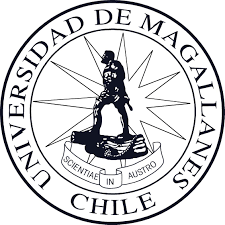 UNIVERSIDAD DE MAGALLANES
CHILE
SCIENTIAE IN AUSTRO